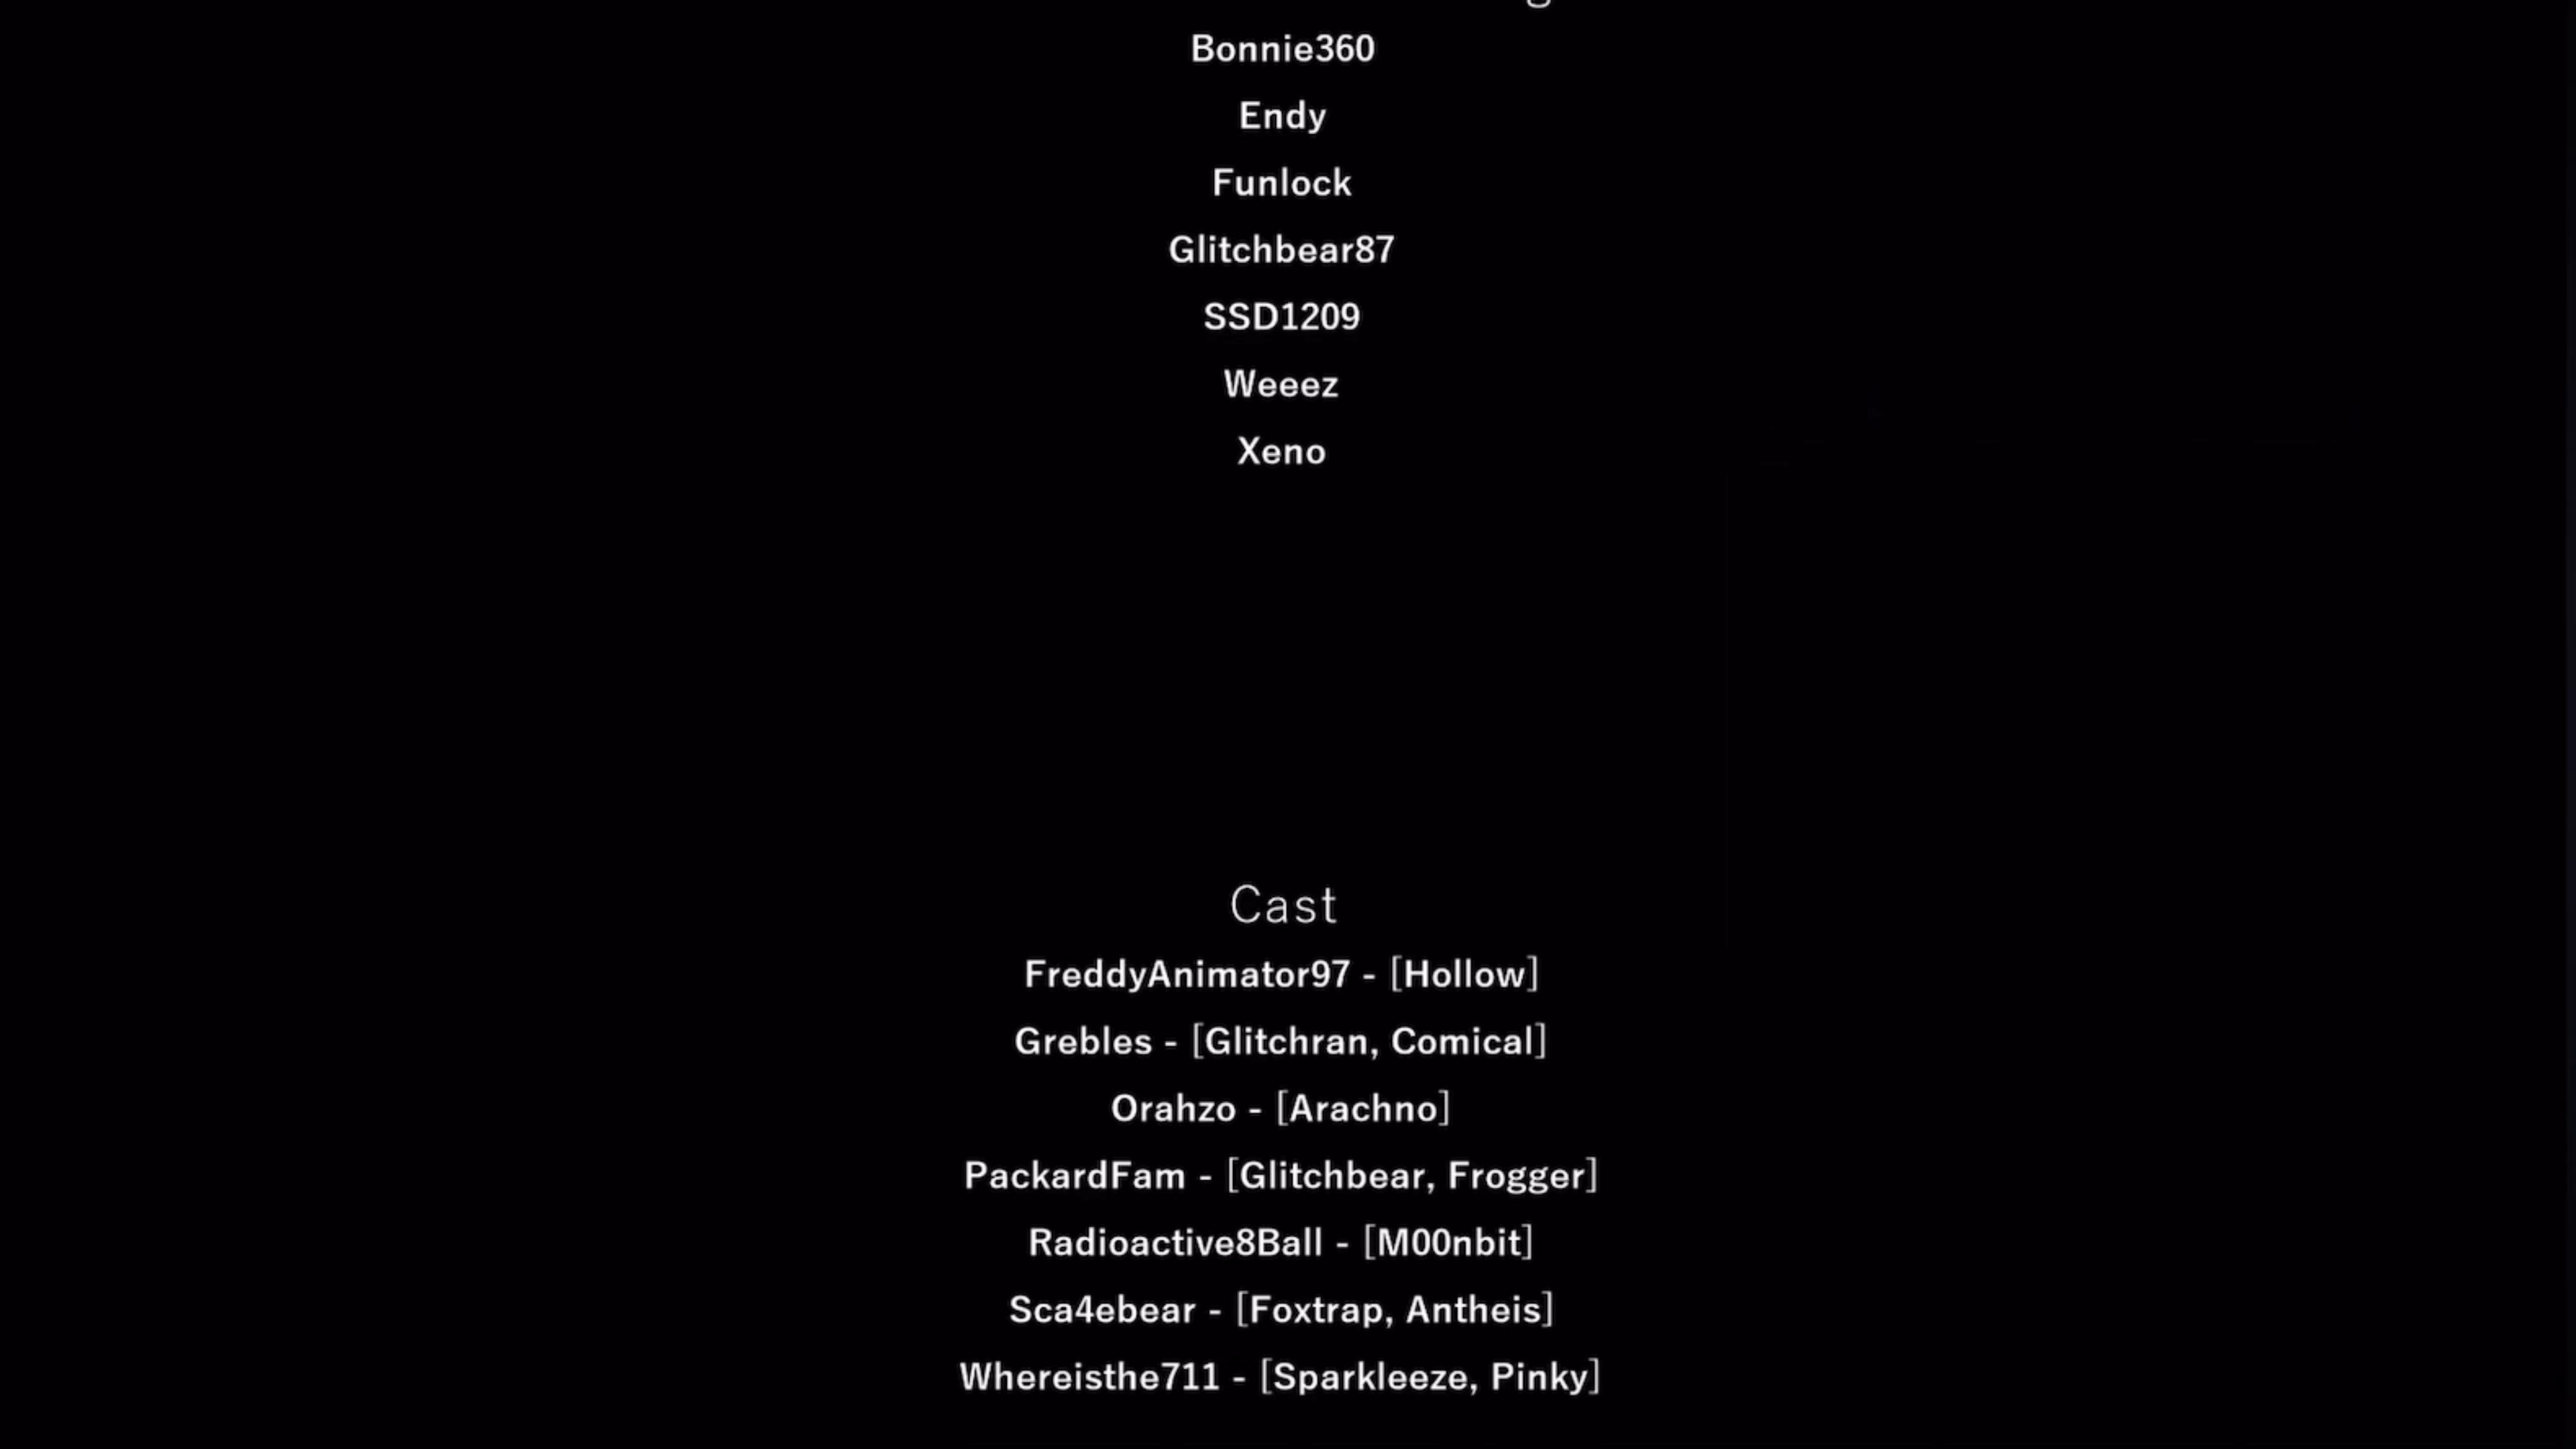 Bonnie360
Endy
Funlock
Glitchbear87
SSD1209
Weeez
Xeno
Cast
FreddyAnimator97 - [Hollow]
Grebles - [Glitchran, Comical]
Orahzo - [Arachno]
PackardFam - [Glitchbear, Frogger]
Radioactive8Ball - [M00nbit]
Sca4ebear - [Foxtrap, Antheis]
Whereisthe711 - [Sparkleeze, Pinky]